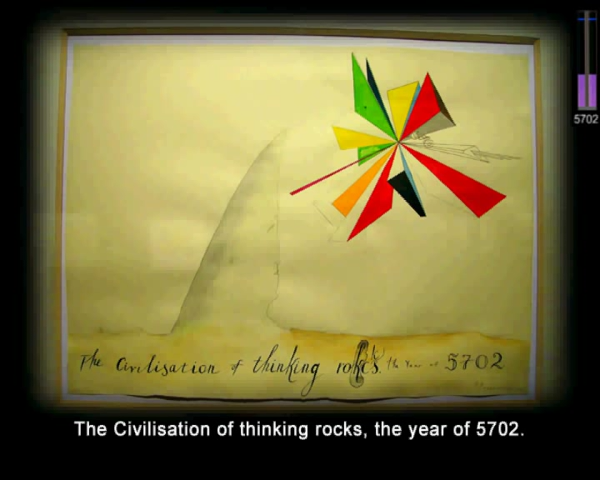 5702
The Civilisation of thinking rocks, the year of 5702
The Civilisation of thinking rocks, the year of 5702.